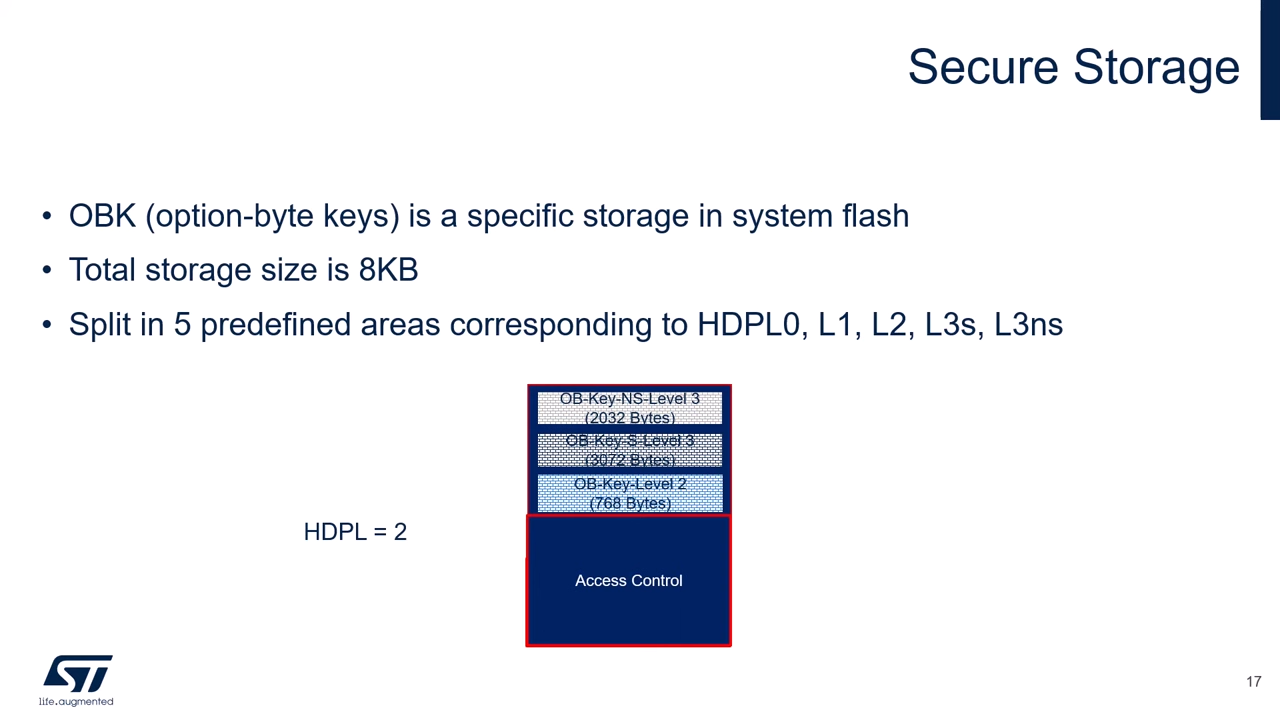 Secure Storage
• OBK (option-byte keys) is a specific storage in system flash
• Total storage size is 8KB
• Split in 5 predefined areas corresponding to HDPL0, L1, L2, L3s, L3ns
OB-Key-NS-Level 3
(2032 Bytes)
OB-Key-S-Level 3
(3072 Bytes)
OB-Key-Level 2
(768 Bytes)
HDPL = 2
Access Control
ST
life.augmented
17